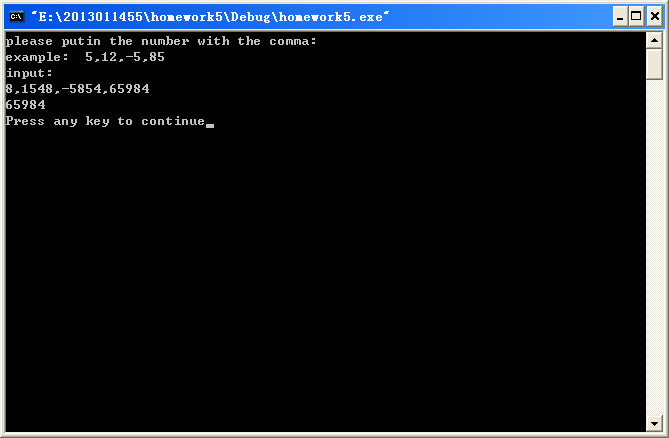 "E:\2013011455\homework5\Debug\homework5.exe"
please putin the number with the comma:
example:  5,12,-5,85
input:
8,1548,-5854,65984
65984
Press any key to continue